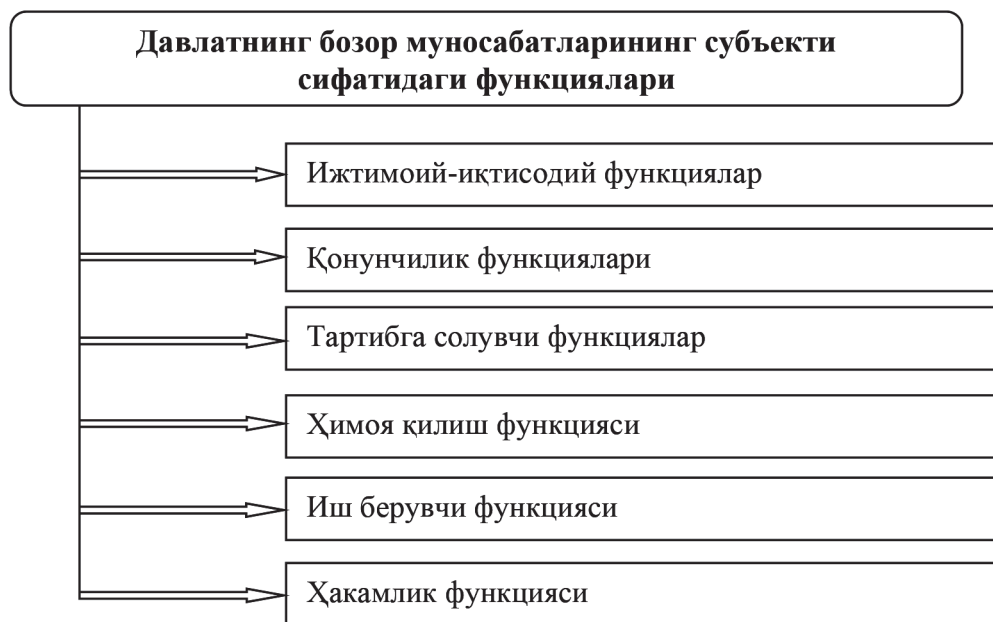 Давлатнинг бозор муносабатларининг субъекти
сифатидаги функциялари
Ижтимоий-иқтисодий функциялар
Қонунчилик функциялари
Тартибга солувчи функциялар
Ҳимоя қилиш функцияси
Иш берувчи функцияси
Ҳакамлик функцияси